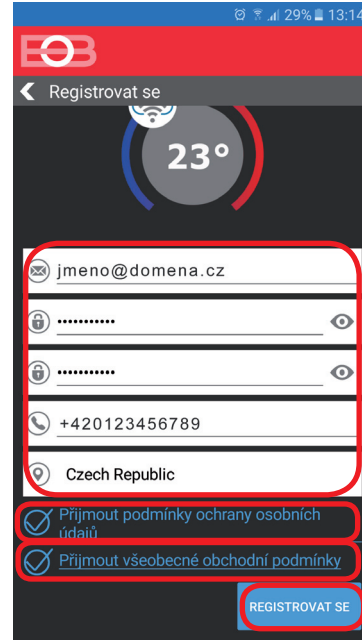 29% 13:14
EOB
Registrovat se
23°
jmeno@domena.cz
•••••••••••
•••••••••••
+420123456789
Czech Republic
Přijmout podmínky ochrany osobních
údajů
Přijmout všeobecné obchodní podmínky
REGISTROVAT SE